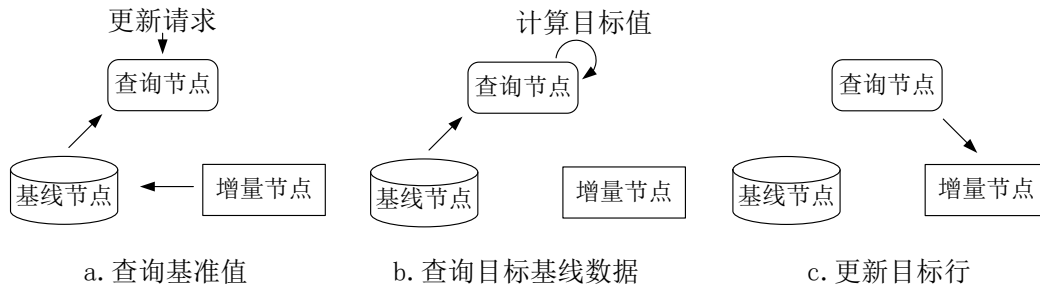 更新请求
查询节点
基线节点
增量节点
a. 查询基准值
计算目标值
查询节点
基线节点
增量节点
b. 查询目标基线数据
查询节点
基线节点
增量节点
c. 更新目标行